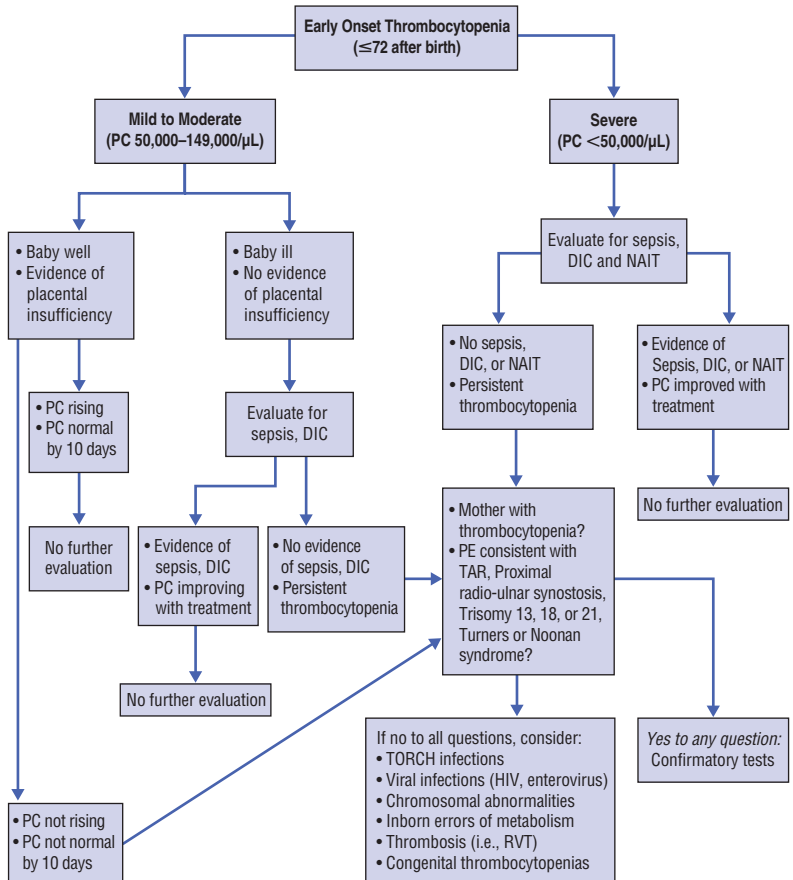 Early Onset Thrombocytopenia
(≤72 after birth)
Mild to Moderate
(PC 50,000–149,000/µL)
Severe
(PC <50,000/µL)
• Baby well
• Evidence of
placental
insufficiency
• Baby ill
• No evidence
of placental
insufficiency
Evaluate for sepsis,
DIC and NAIT
• No sepsis,
DIC, or NAIT
• Persistent
thrombocytopenia
• Evidence of
Sepsis, DIC, or NAIT
• PC improved with
treatment
• PC rising
• PC normal
by 10 days
Evaluate for
sepsis, DIC
No further evaluation
No further
evaluation
• Evidence of
sepsis, DIC
• PC improving
with treatment
• No evidence
of sepsis, DIC
• Persistent
thrombocytopenia
• Mother with
thrombocytopenia?
• PE consistent with
TAR, Proximal
radio-ulnar synostosis,
Trisomy 13, 18, or 21,
Turners or Noonan
syndrome?
No further evaluation
If no to all questions, consider:
• TORCH infections
• Viral infections (HIV, enterovirus)
• Chromosomal abnormalities
• Inborn errors of metabolism
• Thrombosis (i.e., RVT)
• Congenital thrombocytopenias
Yes to any question:
Confirmatory tests
• PC not rising
• PC not normal
by 10 days